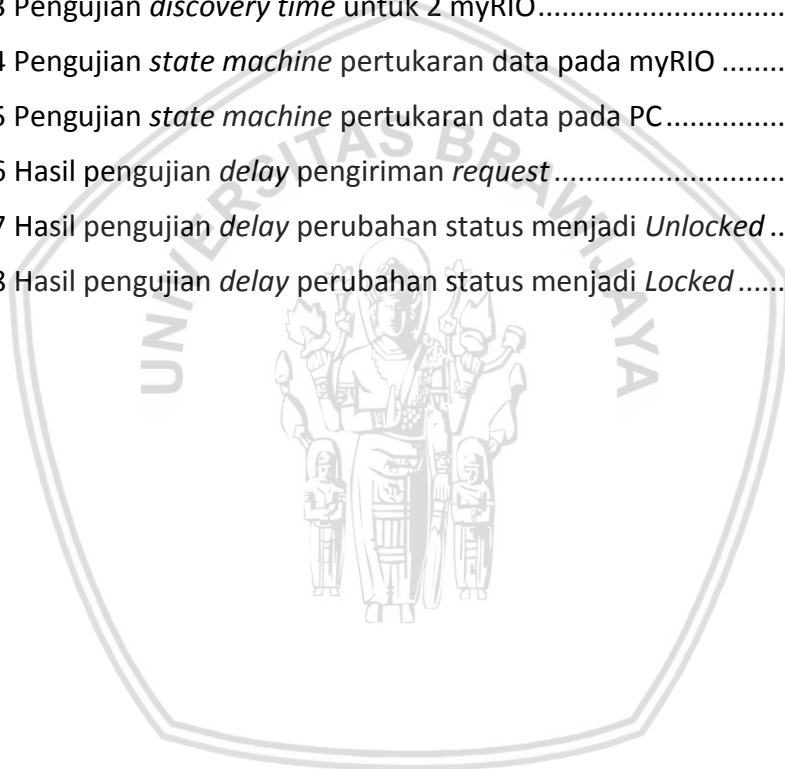 3 Pengujian discovery time untuk 2 myRIO...............................
4 Pengujian state machine pertukaran data pada myRIO ........
5 Pengujian state machine pertukaran data pada PC...............
6 Hasil pengujian delay pengiriman request .............................
7 Hasil pengujian delay perubahan status menjadi Unlocked ..
8 Hasil pengujian delay perubahan status menjadi Locked ......
UNIVERSITAS BRAWIJAYA